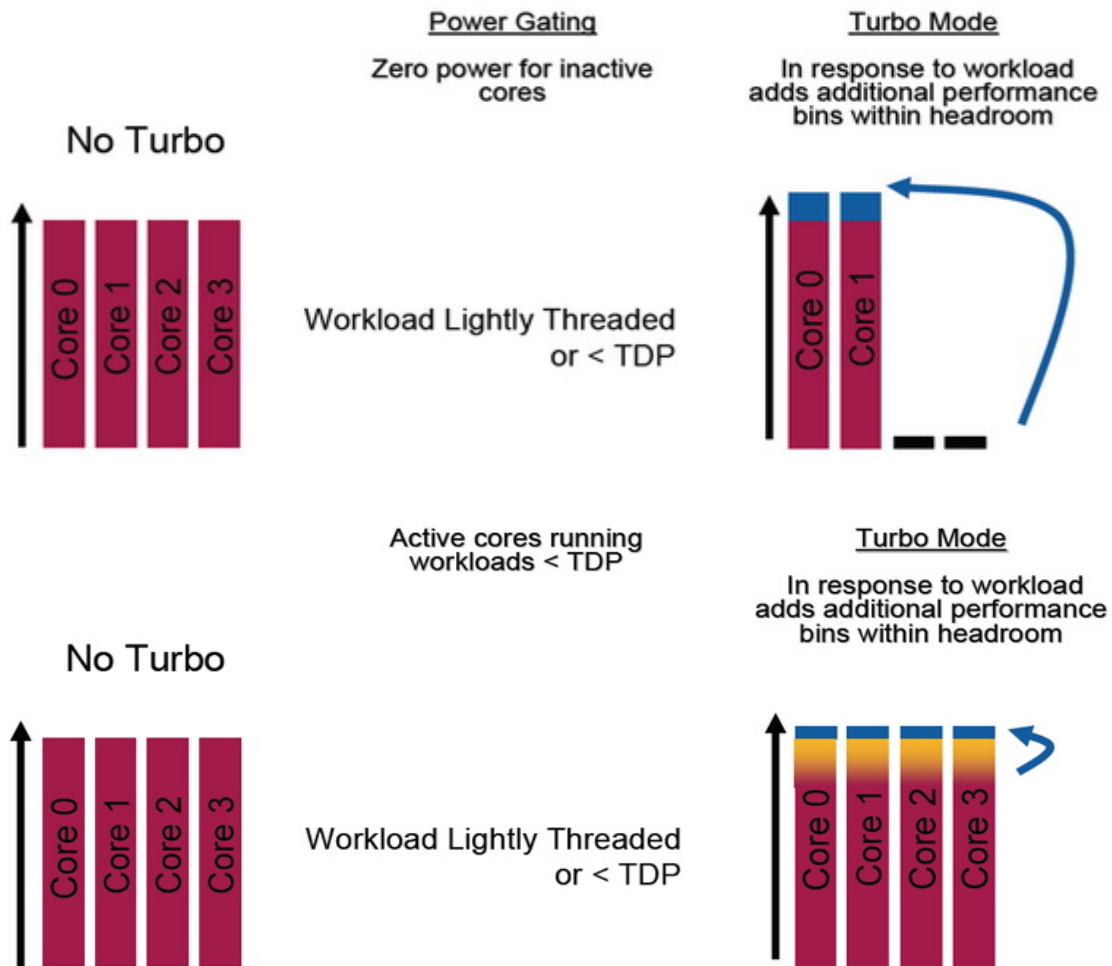 Power Gating
Zero power for inactive
cores
Turbo Mode
In response to workload
adds additional performance
bins within headroom
No Turbo
Core 0
Core 1
Core 2
Core 3
Workload Lightly Threaded
or < TDP
Core 0
Core 1
Active cores running
workloads < TDP
Turbo Mode
In response to workload
adds additional performance
bins within headroom
No Turbo
Core 0
Core 1
Core 2
Core 3
Workload Lightly Threaded
or < TDP
Core 0
Core 1
Core 2
Core 3